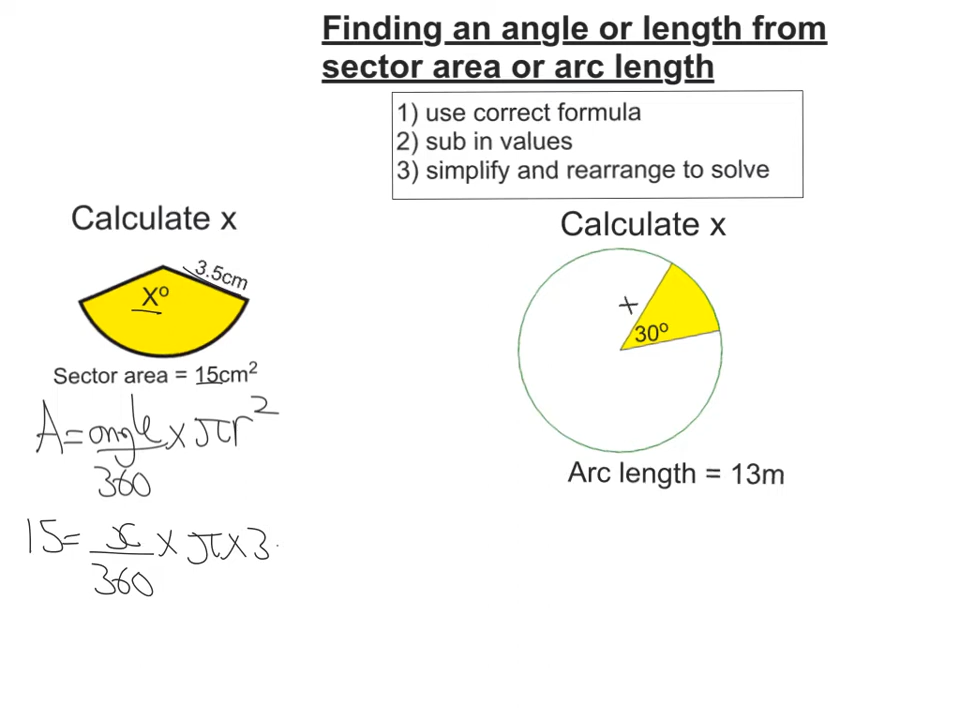 Finding an angle or length from
sector area or arc length
1) use correct formula
2) sub in values
3) simplify and rearrange to solve
Calculate x
3.5cm
Xº
Sector area = 15cm²
A = angle/360 × πr²
15 = x/360 × π × 3.
Calculate x
x
30º
Arc length = 13m